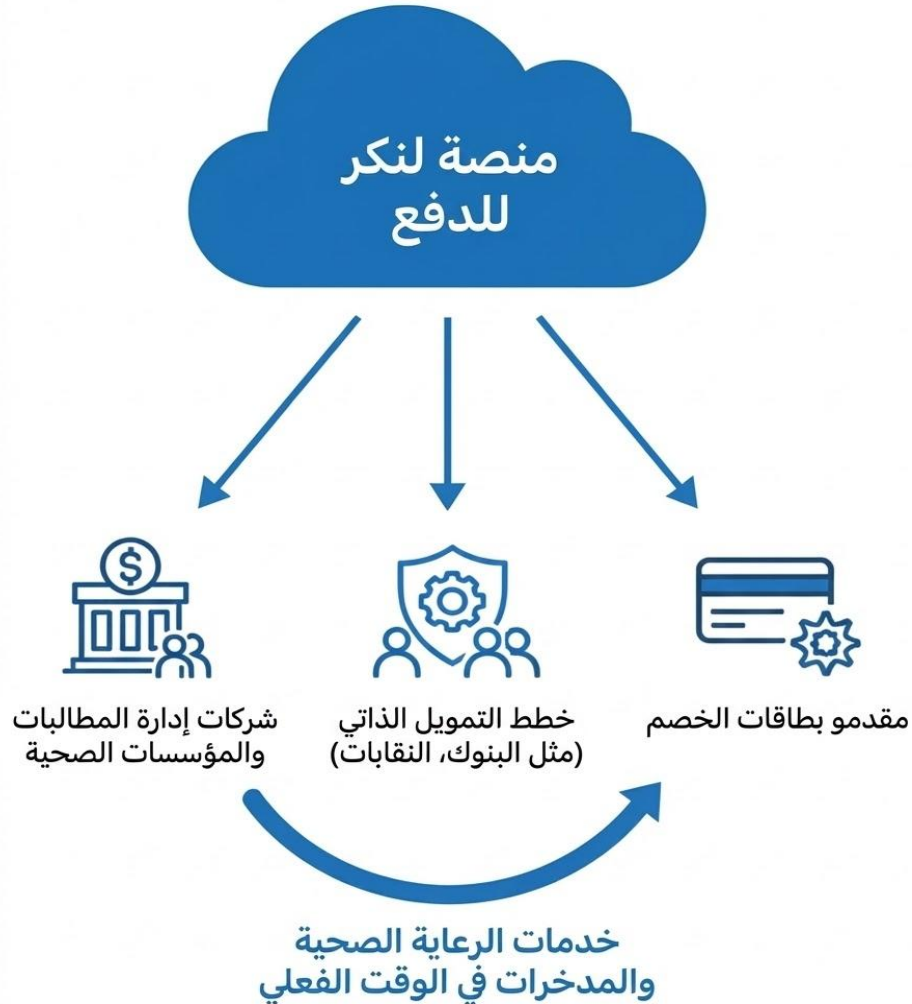 منصة لنكر
للدفع
$
مقدمو بطاقات الخصم
خطط التمويل الذاتي
(مثل البنوك، النقابات)
شركات إدارة المطالبات
والمؤسسات الصحية
خدمات الرعاية الصحية
والمدخرات في الوقت الفعلي